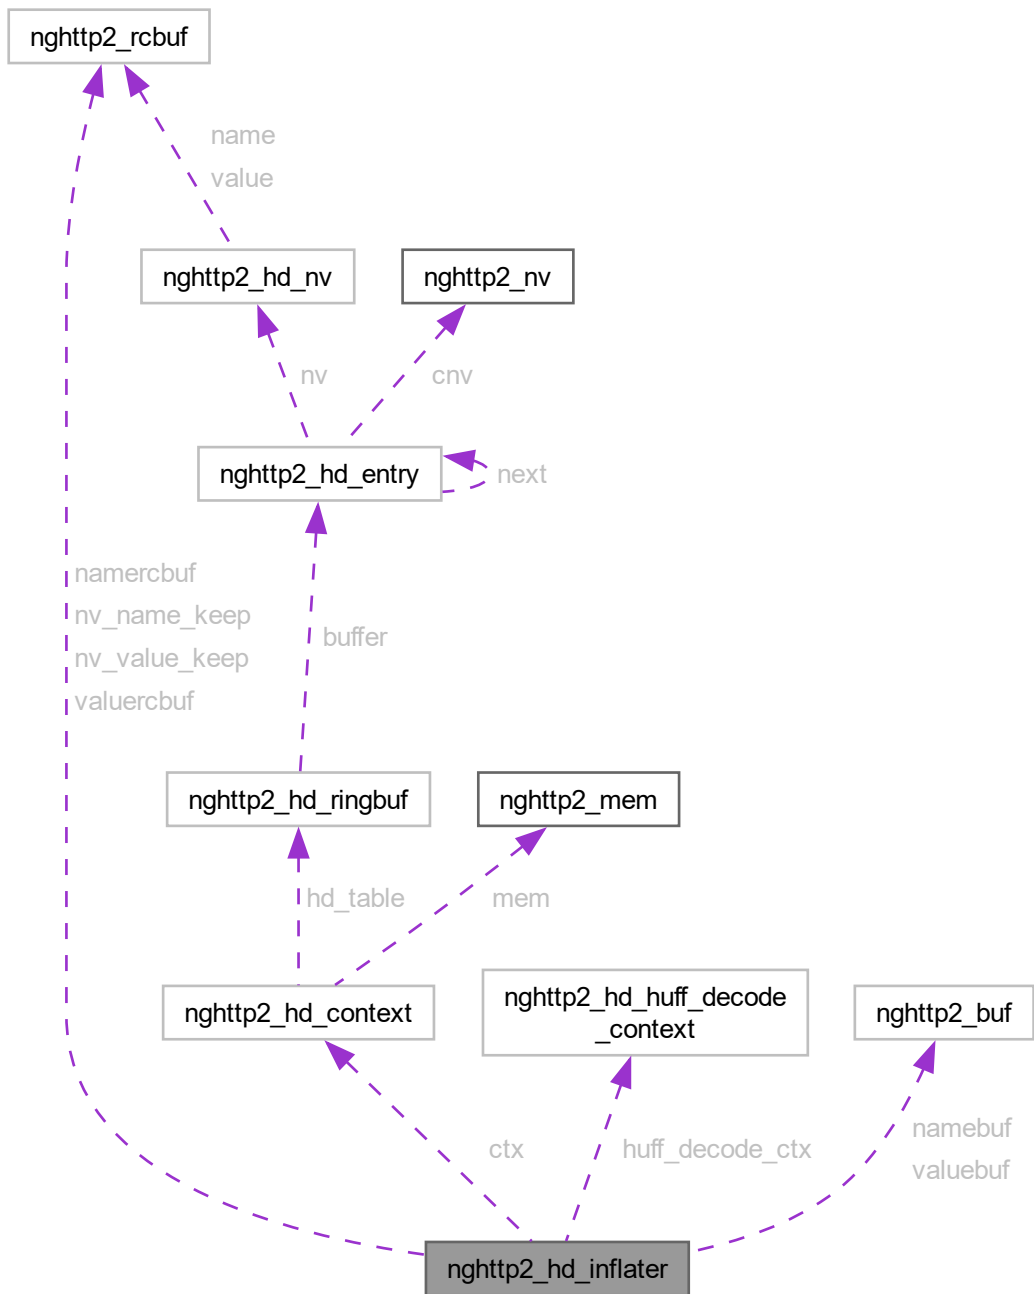 nghttp2_rcbuf
name
value
nghttp2_hd_nv
nghttp2_nv
nv
cnv
nghttp2_hd_entry
next
namercbuf
nv_name_keep
nv_value_keep
valuercbuf
buffer
nghttp2_hd_ringbuf
nghttp2_mem
hd_table
mem
nghttp2_hd_context
nghttp2_hd_huff_decode
_context
nghttp2_buf
ctx
huff_decode_ctx
namebuf
valuebuf
nghttp2_hd_inflater